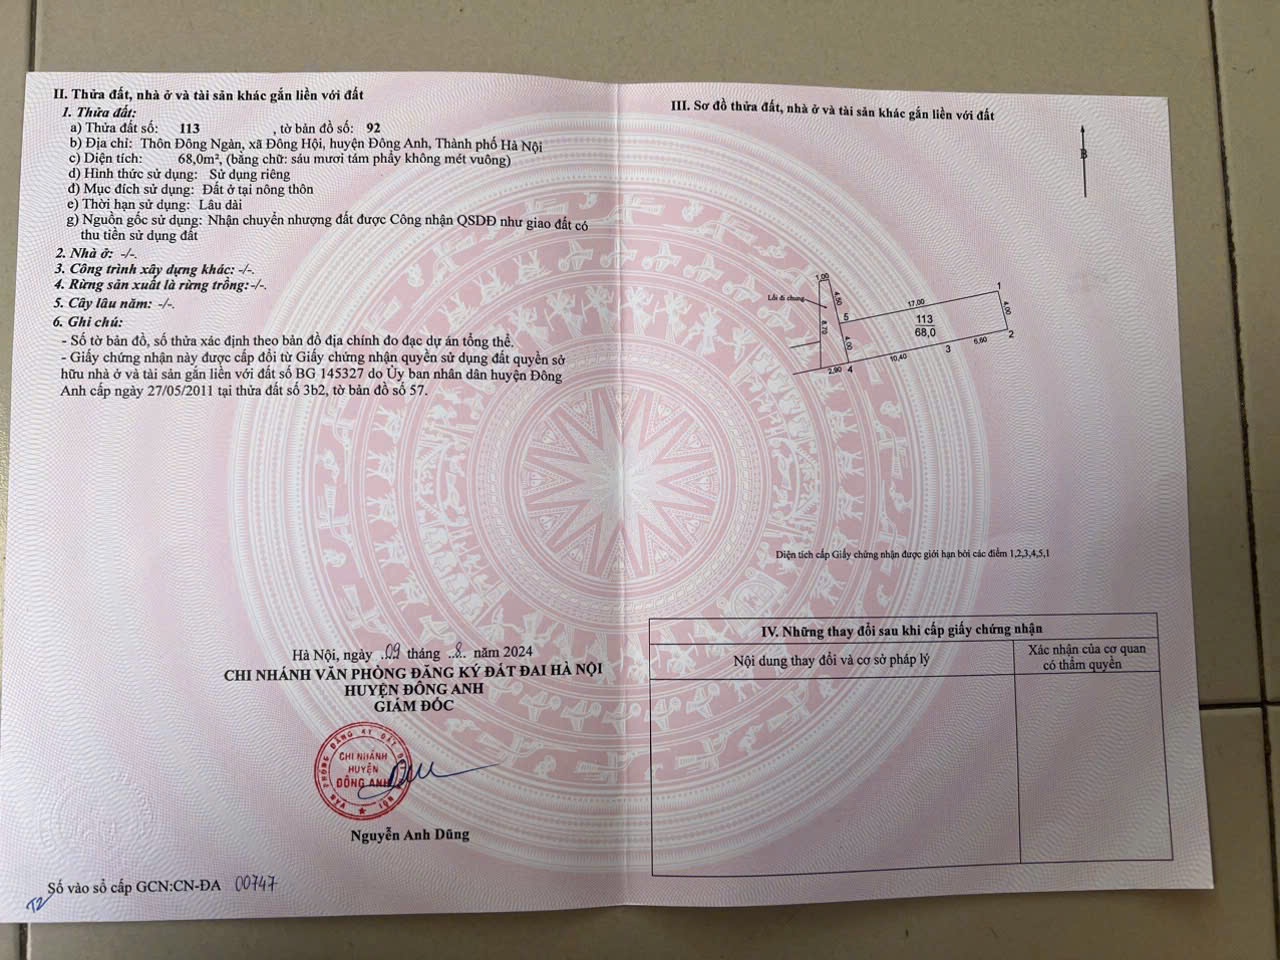 II. Thửa đất, nhà ở và tài sản khác gắn liền với đất
1. Thửa đất:
a) Thửa đất số: 113 , tờ bản đồ số: 92
b) Địa chỉ: Thôn Đông Ngàn, xã Đông Hội, huyện Đông Anh, Thành phố Hà Nội
c) Diện tích: 68,0m², (bằng chữ: sáu mươi tám phẩy không mét vuông)
d) Hình thức sử dụng: Sử dụng riêng
đ) Mục đích sử dụng: Đất ở tại nông thôn
e) Thời hạn sử dụng: Lâu dài
g) Nguồn gốc sử dụng: Nhận chuyển nhượng đất được Công nhận QSDĐ như giao đất có
thu tiền sử dụng đất
2. Nhà ở: -/-.
3. Công trình xây dựng khác: -/-.
4. Rừng sản xuất là rừng trồng:-/-.
5. Cây lâu năm: -/-.
6. Ghi chú:
- Số tờ bản đồ, số thửa xác định theo bản đồ địa chính đo đạc dự án tổng thể.
- Giấy chứng nhận này được cấp đổi từ Giấy chứng nhận quyền sử dụng đất quyền sở
hữu nhà ở và tài sản gắn liền với đất số BG 145327 do Ủy ban nhân dân huyện Đông
Anh cấp ngày 27/05/2011 tại thửa đất số 3b2, tờ bản đồ số 57.
Hà Nội, ngày 09 tháng 8 năm 2024
CHI NHÁNH VĂN PHÒNG ĐĂNG KÝ ĐẤT ĐAI HÀ NỘI
HUYỆN ĐÔNG ANH
GIÁM ĐỐC
CHI NHÁNH
HUYỆN
ĐÔNG ANH
Nguyễn Anh Dũng
Số vào sổ cấp GCN:CN-ĐA 00747
T2
III. Sơ đồ thửa đất, nhà ở và tài sản khác gắn liền với đất
B
1,00
Lối đi chung
4,50
8,70
5
17,00
1
4,00
113
68,0
2
4,00
6,60
3
10,40
2,90 4
Diện tích cấp Giấy chứng nhận được giới hạn bởi các điểm 1,2,3,4,5,1
IV. Những thay đổi sau khi cấp giấy chứng nhận
Nội dung thay đổi và cơ sở pháp lý
Xác nhận của cơ quan
có thẩm quyền